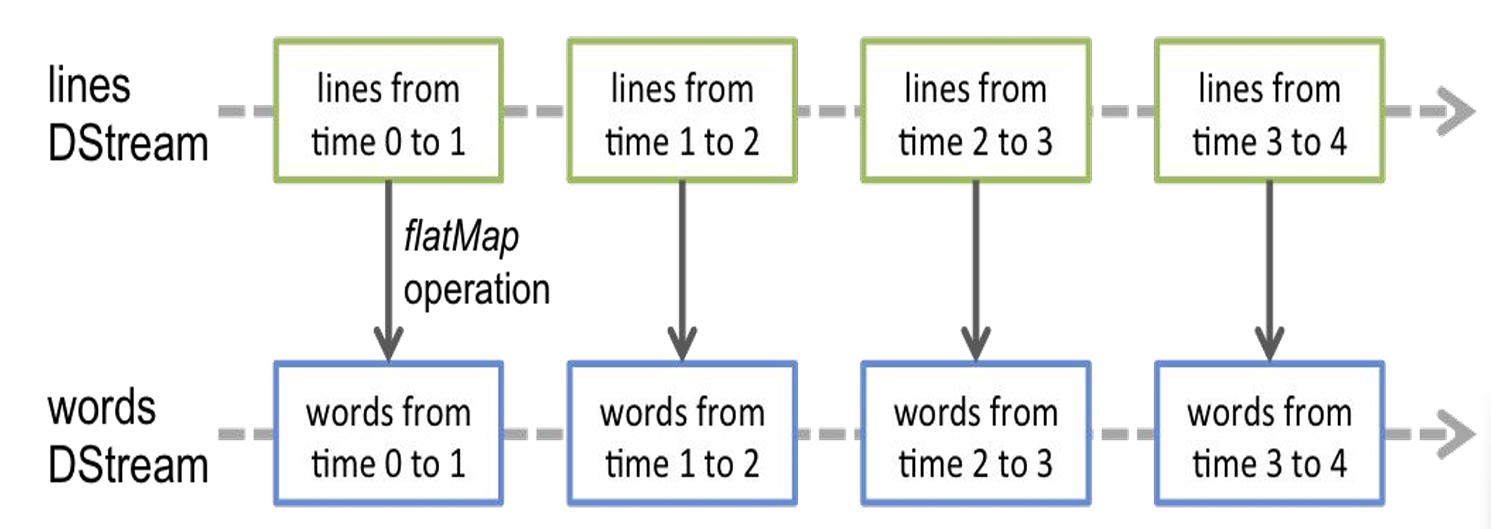 lines
DStream
lines from
time 0 to 1
lines from
time 1 to 2
lines from
time 2 to 3
lines from
time 3 to 4
flatMap
operation
words
DStream
words from
time 0 to 1
words from
time 1 to 2
words from
time 2 to 3
words from
time 3 to 4